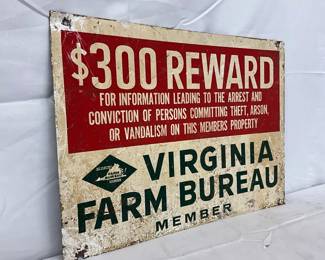 $300 REWARD
FOR INFORMATION LEADING TO THE ARREST AND
CONVICTION OF PERSONS COMMITTING THEFT, ARSON,
OR VANDALISM ON THIS MEMBERS PROPERTY
VIRGINIA
FARM BUREAU
MEMBER